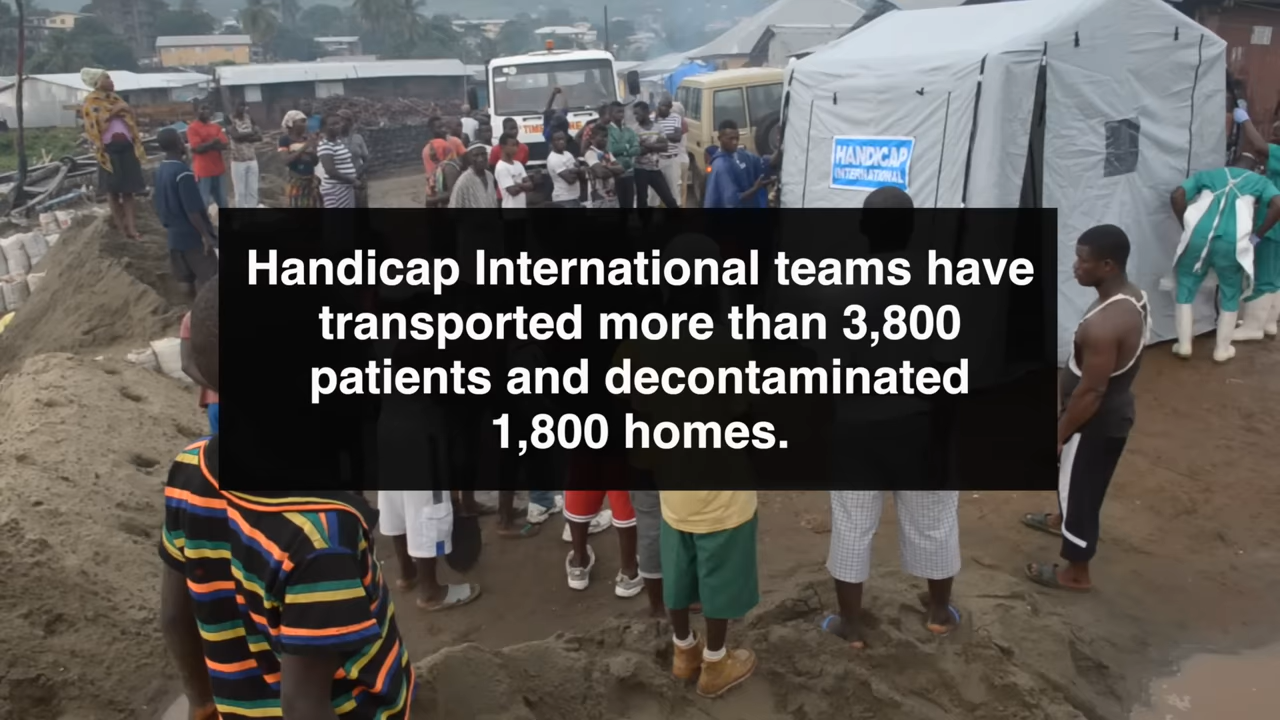 HANDICAP
INTERNATIONAL
Handicap International teams have
transported more than 3,800
patients and decontaminated
1,800 homes.